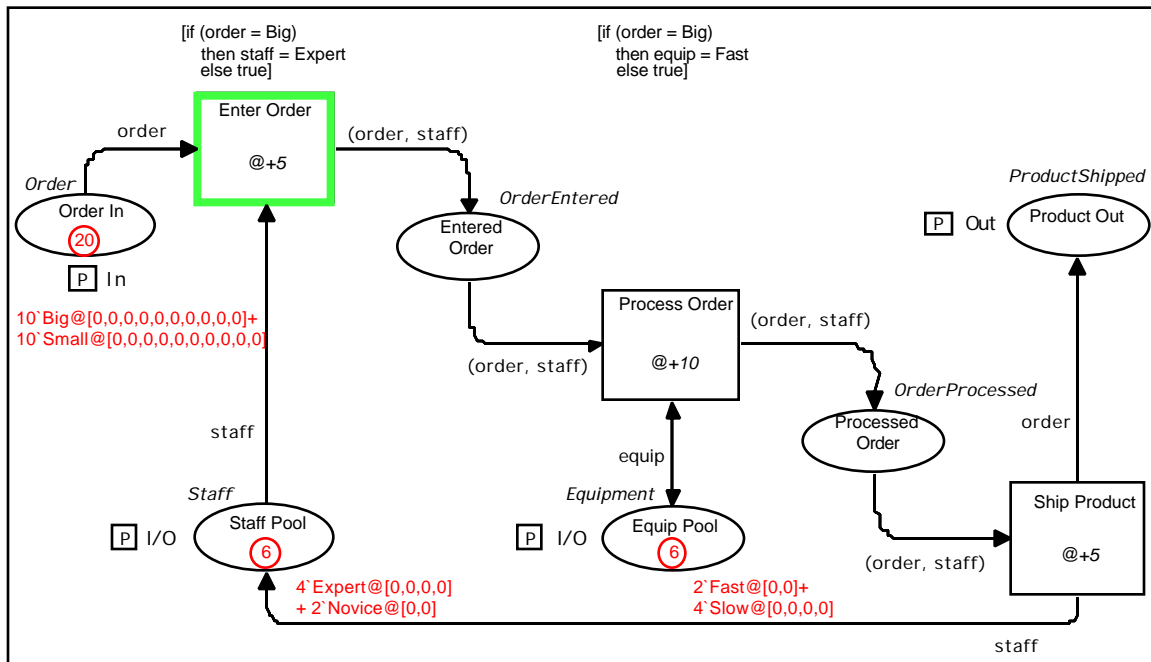 [if (order = Big)
then staff = Expert
else true]
[if (order = Big)
then equip = Fast
else true]
Enter Order
@+5
order
(order, staff)
Order
Order In
20
P In
10`Big@[0,0,0,0,0,0,0,0,0,0]+
10`Small@[0,0,0,0,0,0,0,0,0,0]
OrderEntered
Entered
Order
ProductShipped
P Out
Product Out
Process Order
@+10
(order, staff)
(order, staff)
OrderProcessed
Processed
Order
order
staff
equip
Staff
Staff Pool
6
P I/O
4`Expert@[0,0,0,0]
+ 2`Novice@[0,0]
Equipment
Equip Pool
6
P I/O
2`Fast@[0,0]+
4`Slow@[0,0,0,0]
(order, staff)
Ship Product
@+5
staff